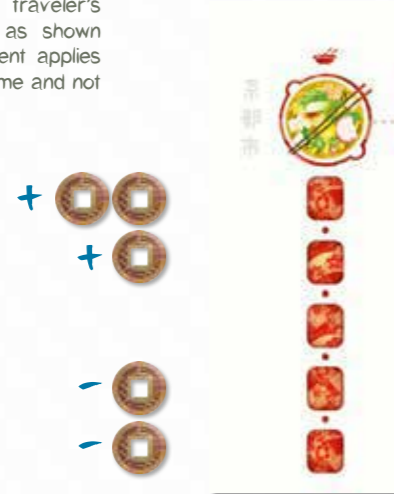 traveler's
as shown
ent applies
me and not
+
+
-
-